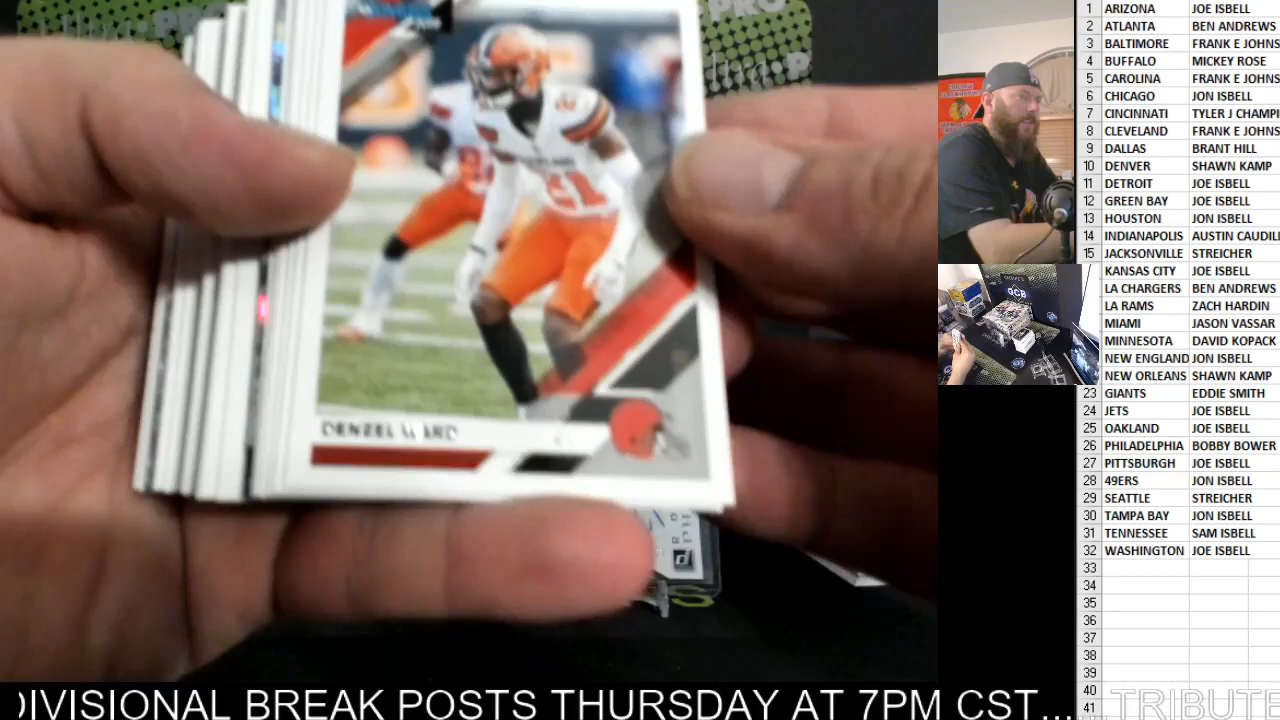 PRO
DENZEL WARD
21
GCB
1 ARIZONA JOE ISBELL
2 ATLANTA BEN ANDREWS
3 BALTIMORE FRANK E JOHNS
4 BUFFALO MICKEY ROSE
5 CAROLINA FRANK E JOHNS
6 CHICAGO JON ISBELL
7 CINCINNATI TYLER J CHAMPI
8 CLEVELAND FRANK E JOHNS
9 DALLAS BRANT HILL
10 DENVER SHAWN KAMP
11 DETROIT JOE ISBELL
12 GREEN BAY JOE ISBELL
13 HOUSTON JON ISBELL
14 INDIANAPOLIS AUSTIN CAUDILI
15 JACKSONVILLE STREICHER
KANSAS CITY JOE ISBELL
LA CHARGERS BEN ANDREWS
LA RAMS ZACH HARDIN
MIAMI JASON VASSAR
MINNESOTA DAVID KOPACK
NEW ENGLAND JON ISBELL
NEW ORLEANS SHAWN KAMP
23 GIANTS EDDIE SMITH
24 JETS JOE ISBELL
25 OAKLAND JOE ISBELL
26 PHILADELPHIA BOBBY BOWER
27 PITTSBURGH JOE ISBELL
28 49ERS JON ISBELL
29 SEATTLE STREICHER
30 TAMPA BAY JON ISBELL
31 TENNESSEE SAM ISBELL
32 WASHINGTON JOE ISBELL
33
34
35
36
37
38
39
40
41
DIVISIONAL BREAK POSTS THURSDAY AT 7PM CST..... TRIBUTE